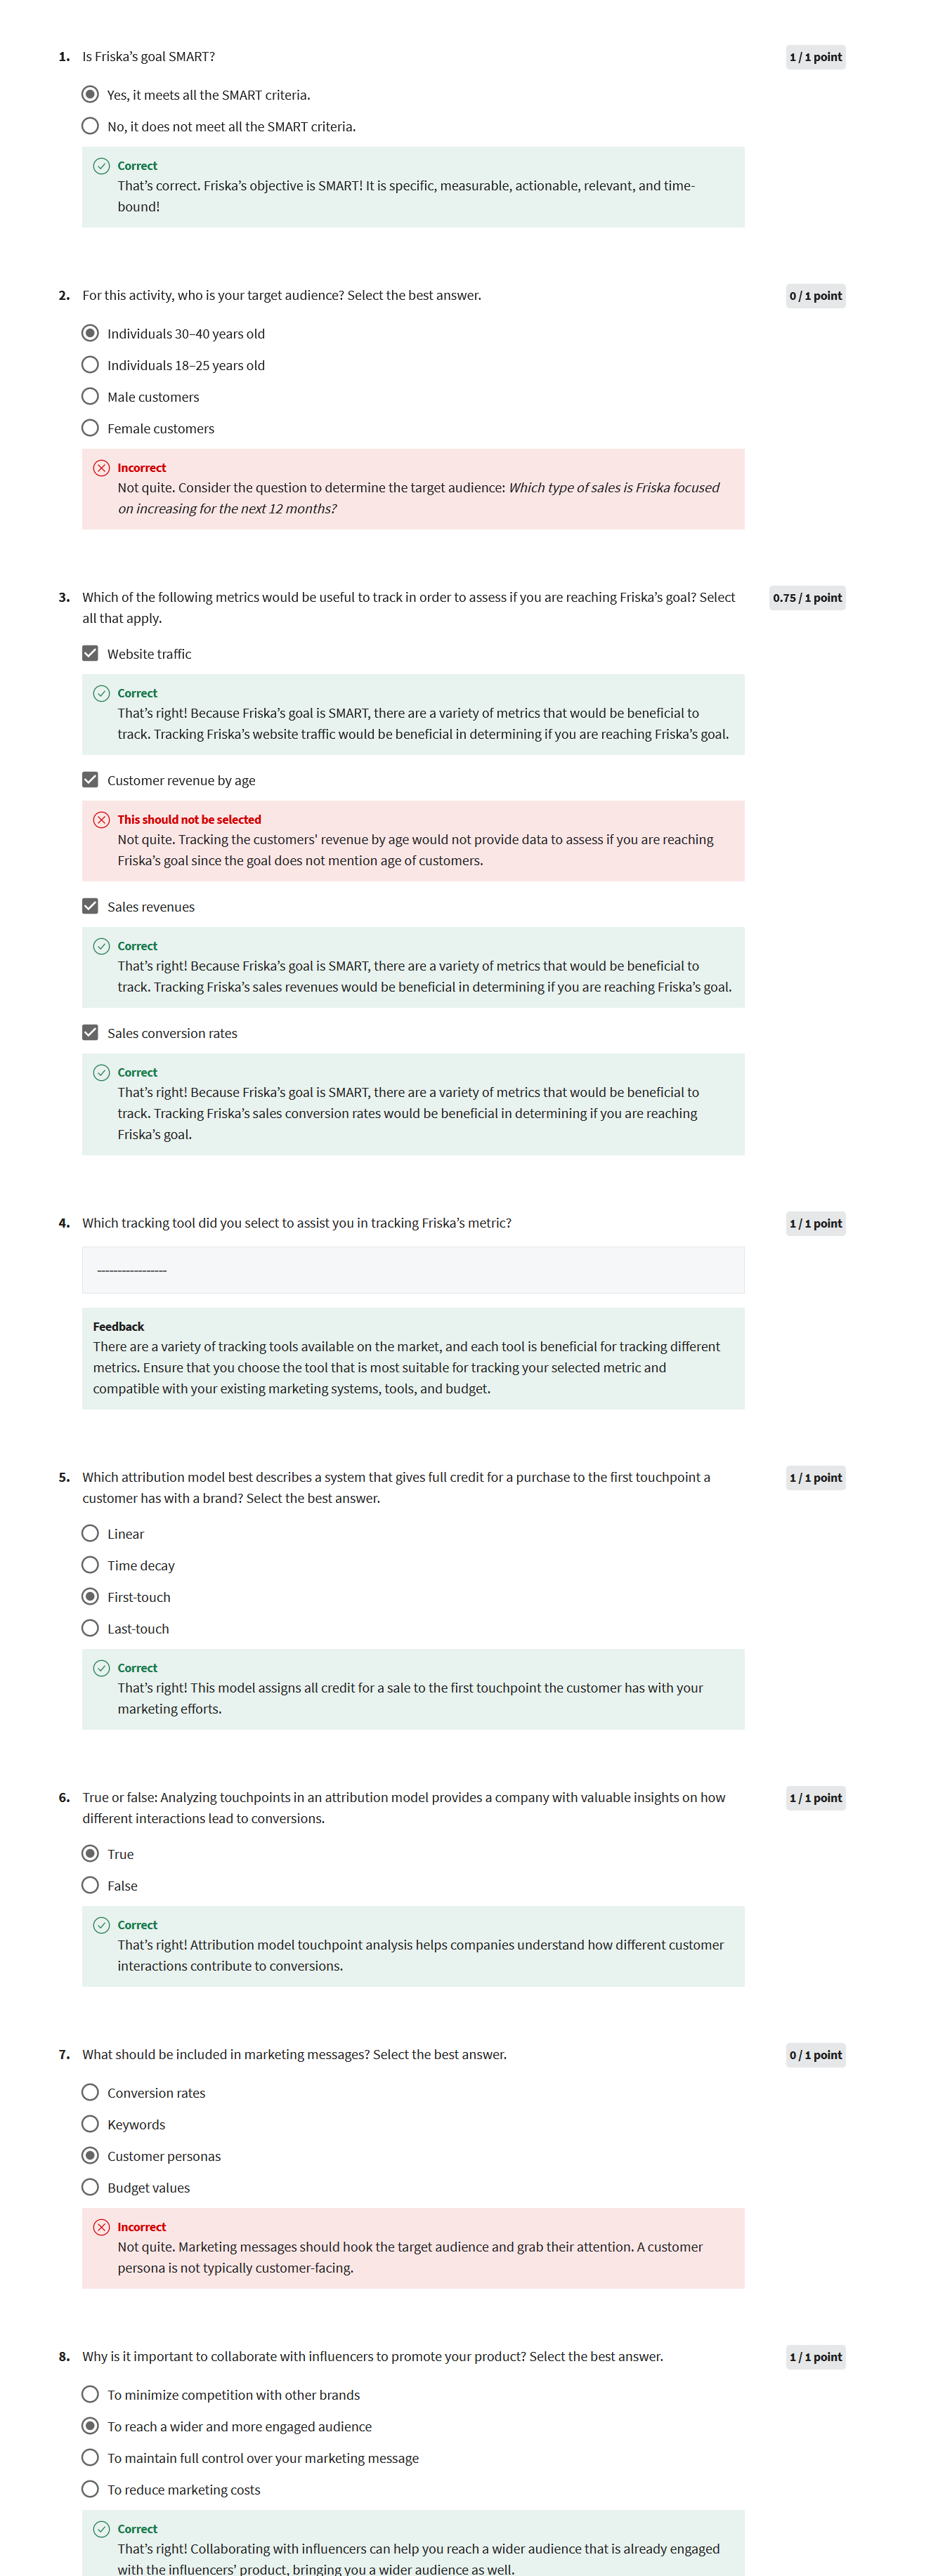 1. Is Friska’s goal SMART?
1 / 1 point
Yes, it meets all the SMART criteria.
No, it does not meet all the SMART criteria.
Correct
That’s correct. Friska’s objective is SMART! It is specific, measurable, actionable, relevant, and time-
bound!
2. For this activity, who is your target audience? Select the best answer.
0 / 1 point
Individuals 30–40 years old
Individuals 18–25 years old
Male customers
Female customers
Incorrect
Not quite. Consider the question to determine the target audience: Which type of sales is Friska focused
on increasing for the next 12 months?
3. Which of the following metrics would be useful to track in order to assess if you are reaching Friska’s goal? Select
all that apply.
0.75 / 1 point
Website traffic
Correct
That’s right! Because Friska’s goal is SMART, there are a variety of metrics that would be beneficial to
track. Tracking Friska’s website traffic would be beneficial in determining if you are reaching Friska’s goal.
Customer revenue by age
This should not be selected
Not quite. Tracking the customers' revenue by age would not provide data to assess if you are reaching
Friska’s goal since the goal does not mention age of customers.
Sales revenues
Correct
That’s right! Because Friska’s goal is SMART, there are a variety of metrics that would be beneficial to
track. Tracking Friska’s sales revenues would be beneficial in determining if you are reaching Friska’s goal.
Sales conversion rates
Correct
That’s right! Because Friska’s goal is SMART, there are a variety of metrics that would be beneficial to
track. Tracking Friska’s sales conversion rates would be beneficial in determining if you are reaching
Friska’s goal.
4. Which tracking tool did you select to assist you in tracking Friska’s metric?
1 / 1 point
-----------------
Feedback
There are a variety of tracking tools available on the market, and each tool is beneficial for tracking different
metrics. Ensure that you choose the tool that is most suitable for tracking your selected metric and
compatible with your existing marketing systems, tools, and budget.
5. Which attribution model best describes a system that gives full credit for a purchase to the first touchpoint a
customer has with a brand? Select the best answer.
1 / 1 point
Linear
Time decay
First-touch
Last-touch
Correct
That’s right! This model assigns all credit for a sale to the first touchpoint the customer has with your
marketing efforts.
6. True or false: Analyzing touchpoints in an attribution model provides a company with valuable insights on how
different interactions lead to conversions.
1 / 1 point
True
False
Correct
That’s right! Attribution model touchpoint analysis helps companies understand how different customer
interactions contribute to conversions.
7. What should be included in marketing messages? Select the best answer.
0 / 1 point
Conversion rates
Keywords
Customer personas
Budget values
Incorrect
Not quite. Marketing messages should hook the target audience and grab their attention. A customer
persona is not typically customer-facing.
8. Why is it important to collaborate with influencers to promote your product? Select the best answer.
1 / 1 point
To minimize competition with other brands
To reach a wider and more engaged audience
To maintain full control over your marketing message
To reduce marketing costs
Correct
That’s right! Collaborating with influencers can help you reach a wider audience that is already engaged
with the influencers’ product, bringing you a wider audience as well.